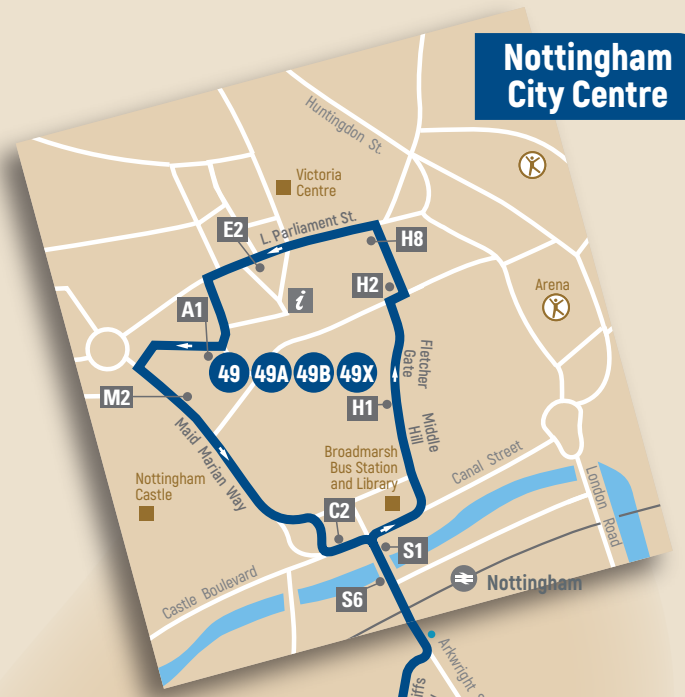 Nottingham
City Centre
Huntingdon St.
Victoria
Centre
L. Parliament St.
E2
H8
H2
i
Arena
A1
49
49A
49B
49X
Fletcher
Gate
M2
H1
Middle
Hill
Maid Marian Way
Broadmarsh
Bus Station
and Library
Canal Street
Nottingham
Castle
C2
London
Road
S1
Castle Boulevard
S6
Nottingham
Arkwright